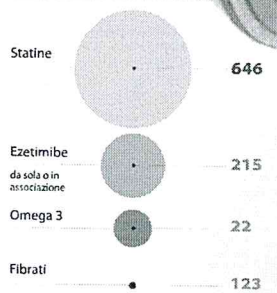 Statine
646
Ezetimibe
215
da sola o in
associazione
Omega 3
22
Fibrati
123